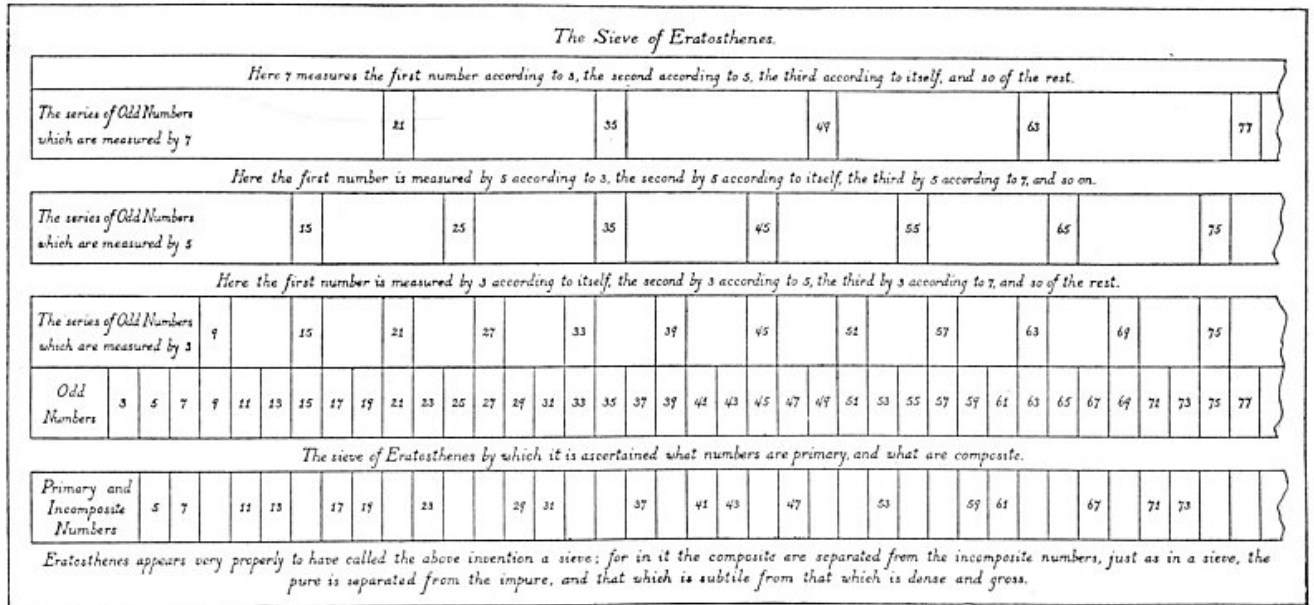 The Sieve of Eratosthenes.
Here 7 measures the first number according to 3, the second according to 5, the third according to itself, and so of the rest.
The series of Odd Numbers
which are measured by 7
21 35 49 63 77
Here the first number is measured by 5 according to 3, the second by 5 according to itself, the third by 5 according to 7, and so on.
The series of Odd Numbers
which are measured by 5
15 25 35 45 55 65 75
Here the first number is measured by 3 according to itself, the second by 3 according to 5, the third by 3 according to 7, and so of the rest.
The series of Odd Numbers
which are measured by 3
9 15 21 27 33 39 45 51 57 63 69 75
Odd
Numbers
3 5 7 9 11 13 15 17 19 21 23 25 27 29 31 33 35 37 39 41 43 45 47 49 51 53 55 57 59 61 63 65 67 69 71 73 75 77
The sieve of Eratosthenes by which it is ascertained what numbers are primary, and what are composite.
Primary and
Incomposite
Numbers
5 7 11 13 17 19 23 29 31 37 41 43 47 53 59 61 67 71 73
Eratosthenes appears very properly to have called the above invention a sieve; for in it the composite are separated from the incomposite numbers, just as in a sieve, the
pure is separated from the impure, and that which is subtile from that which is dense and gross.